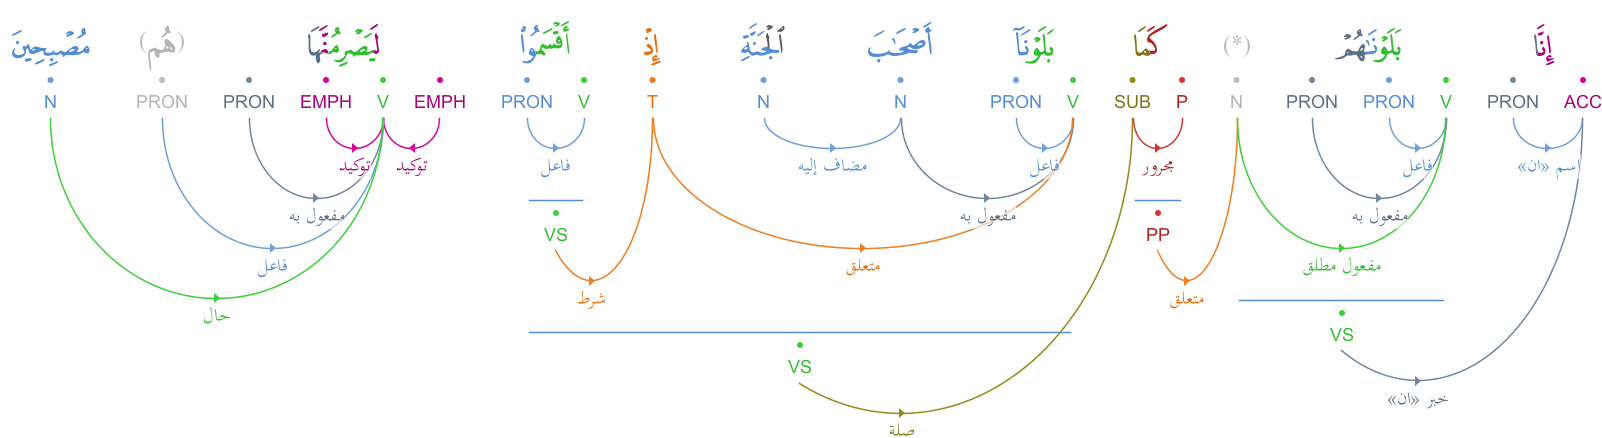 إِنَّا بَلَوْنَـٰهُمْ (*) كَمَا بَلَوْنَآ أَصْحَـٰبَ ٱلْجَنَّةِ إِذْ أَقْسَمُوا۟ لَيَصْرِمُنَّهَا (هُم) مُصْبِحِينَ
ACC PRON V PRON PRON N P SUB V PRON N N T V PRON EMPH V EMPH PRON PRON N
اسم «ان» فاعل مجرور فاعل مضاف إليه فاعل توكيد توكيد
مفعول به مفعول به مفعول به
PP VS
مفعول مطلق متعلق فاعل
متعلق شرط
حال
VS
VS
خبر «ان»
صلة